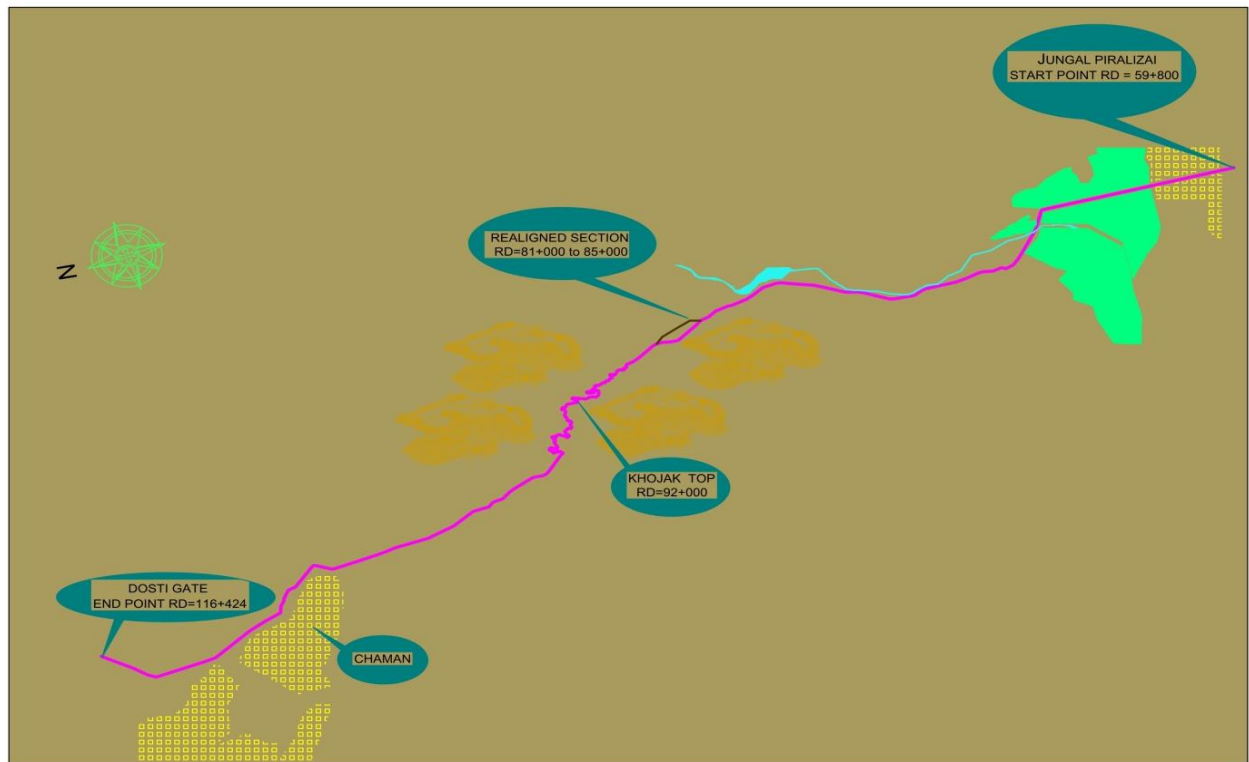 JUNGAL PIRALIZAI
START POINT RD = 59+800
REALIGNED SECTION
RD=81+000 to 85+000
N
KHOJAK TOP
RD=92+000
DOSTI GATE
END POINT RD=116+424
CHAMAN